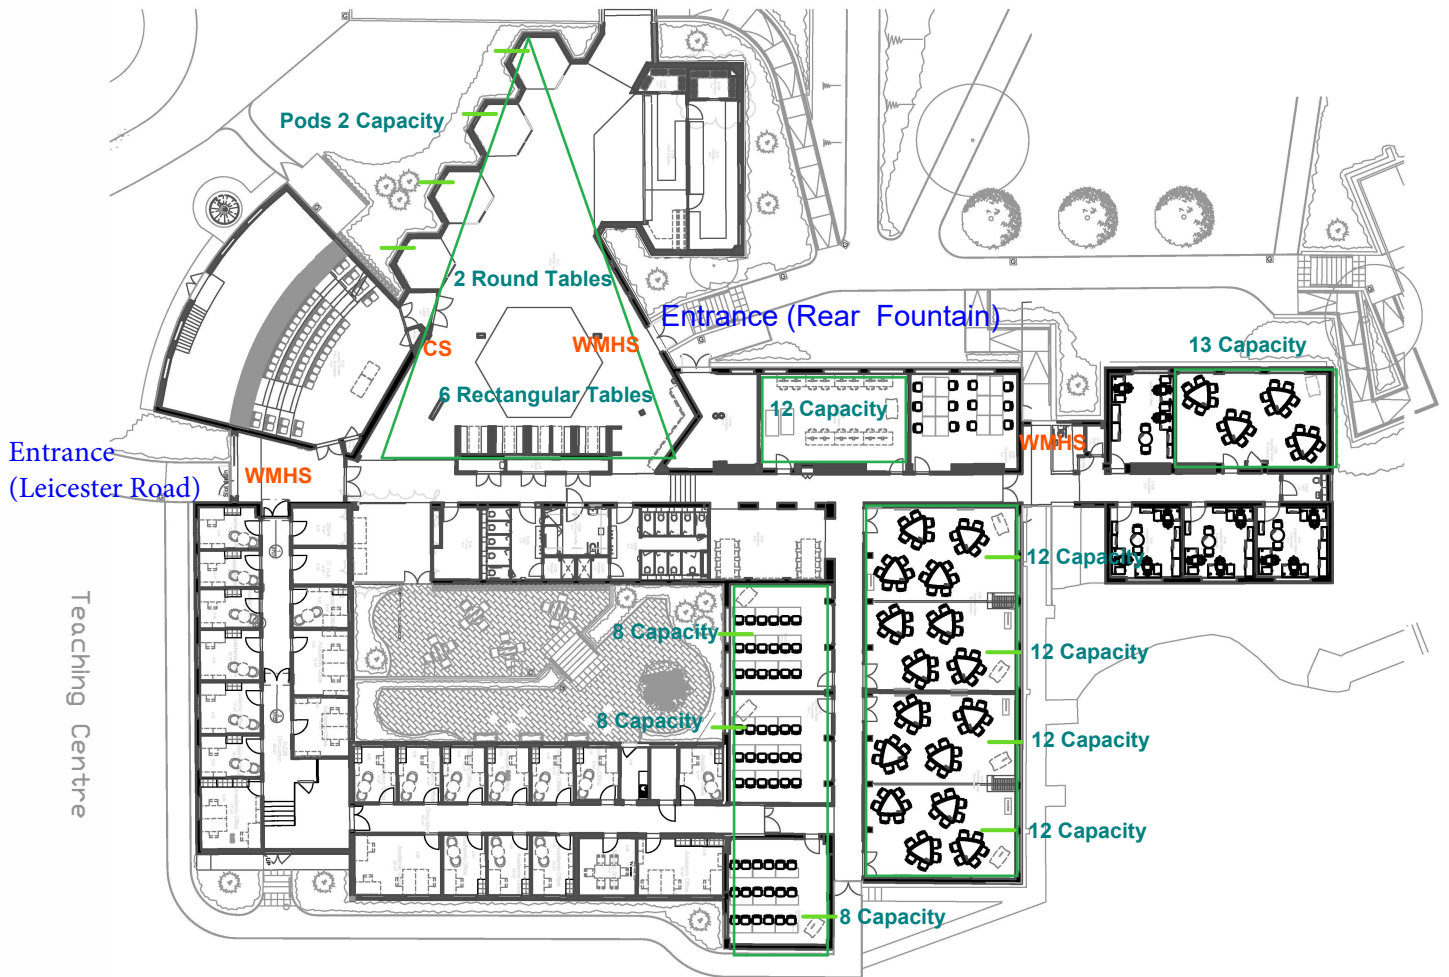 Pods 2 Capacity
2 Round Tables
Entrance (Rear Fountain)
CS
WMHS
13 Capacity
6 Rectangular Tables
12 Capacity
WMHS
Entrance
(Leicester Road)
WMHS
12 Capacity
8 Capacity
12 Capacity
8 Capacity
12 Capacity
12 Capacity
8 Capacity
Teaching Centre